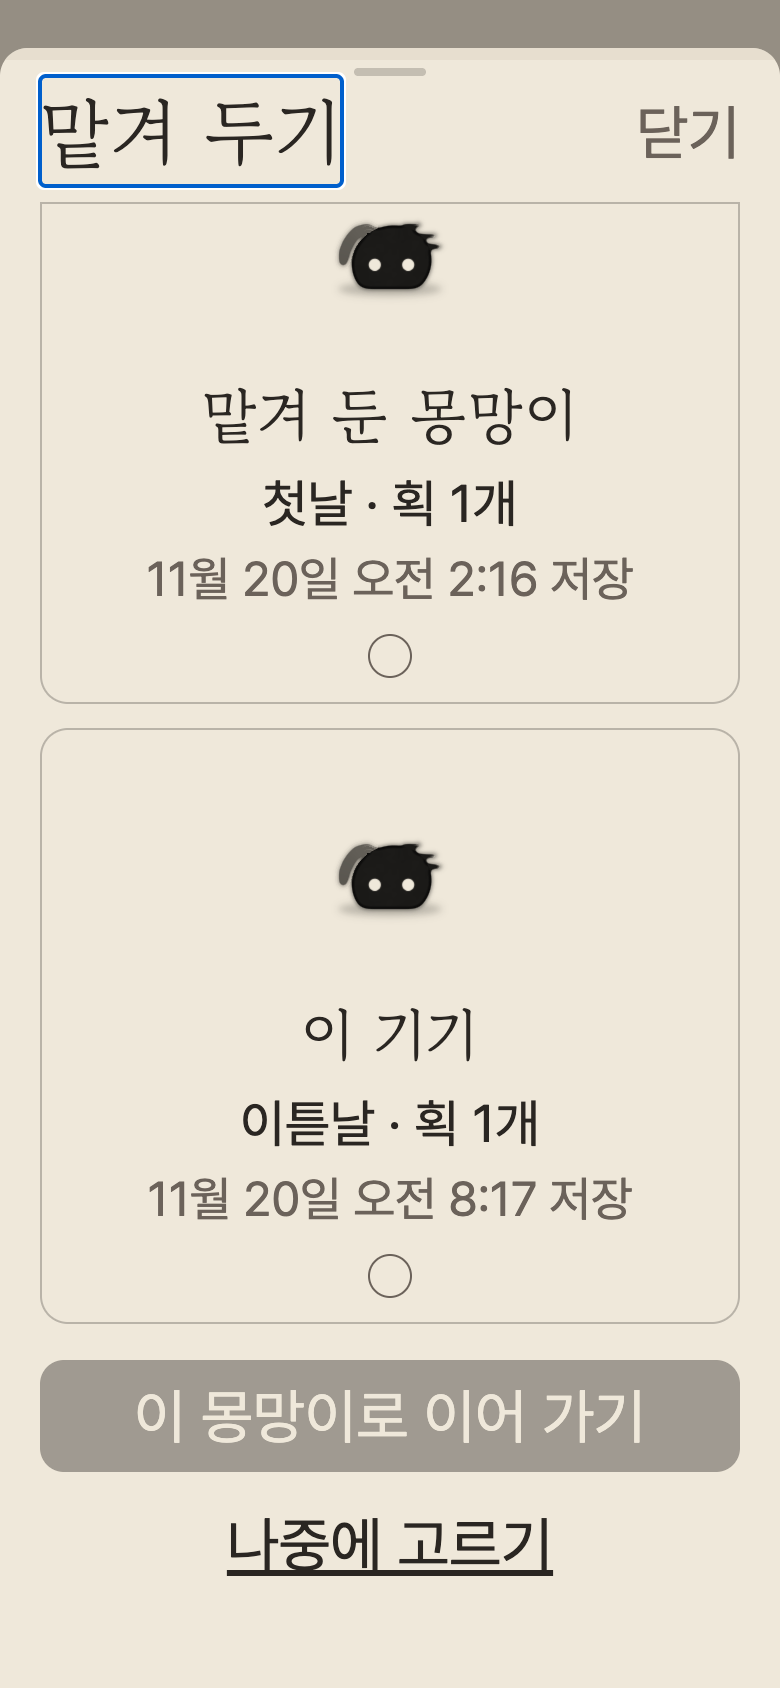 맡겨 두기
닫기
맡겨 둔 몽망이
첫날 · 획 1개
11월 20일 오전 2:16 저장
이 기기
이튿날 · 획 1개
11월 20일 오전 8:17 저장
이 몽망이로 이어 가기
나중에 고르기